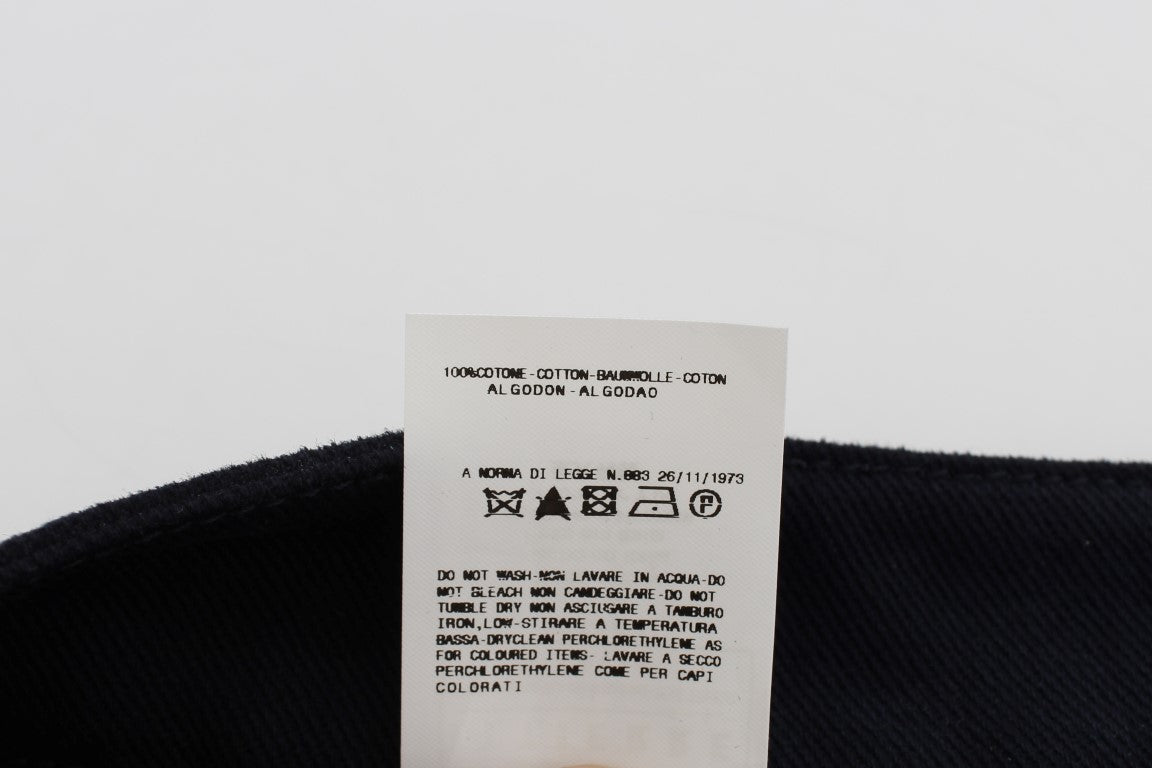 100%COTONE-COTTON-BAUMWOLLE-COTON
ALGODON-ALGODAO
A NORMA DI LEGGE N.883 26/11/1973
P
DO NOT WASH-NON LAVARE IN ACQUA-DO
NOT BLEACH NON CANDEGGIARE-DO NOT
TUMBLE DRY NON ASCIUGARE A TAMBURO
IRON,LOW-STIRARE A TEMPERATURA
BASSA-DRYCLEAN PERCHLORETHYLENE AS
FOR COLOURED ITEMS- LAVARE A SECCO
PERCHLORETHYLENE COME PER CAPI
COLORATI